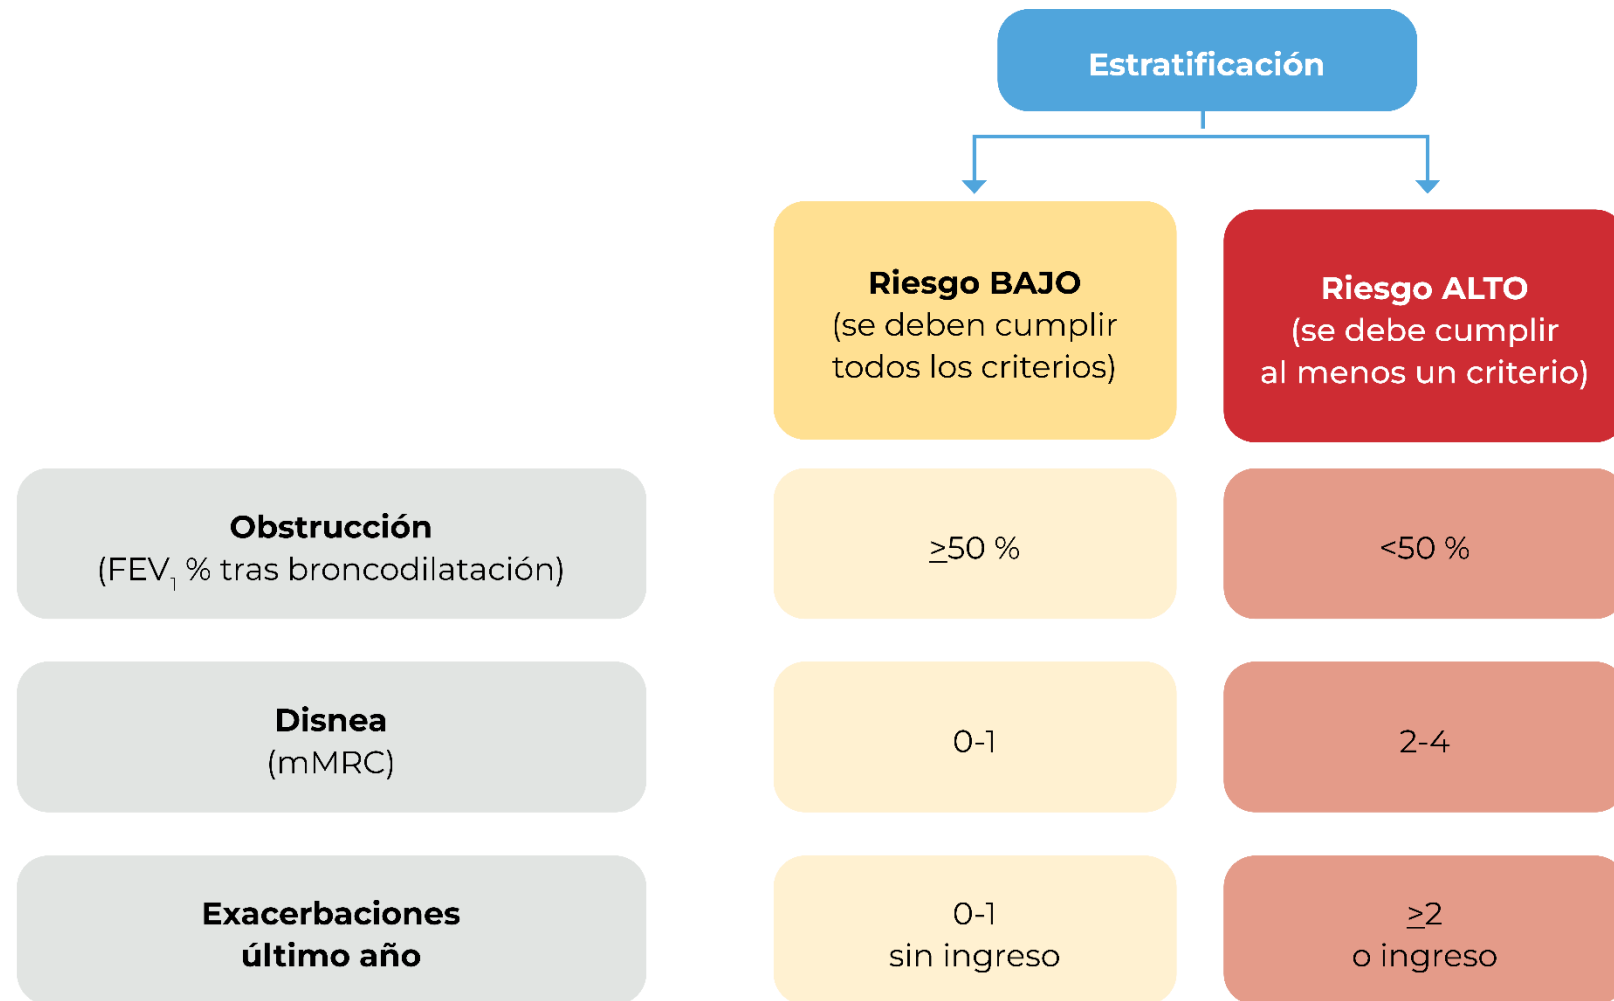 Estratificación
Riesgo BAJO
(se deben cumplir
todos los criterios)
Riesgo ALTO
(se debe cumplir
al menos un criterio)
Obstrucción
(FEV₁ % tras broncodilatación)
≥50 %
<50 %
Disnea
(mMRC)
0-1
2-4
Exacerbaciones
último año
0-1
sin ingreso
≥2
o ingreso